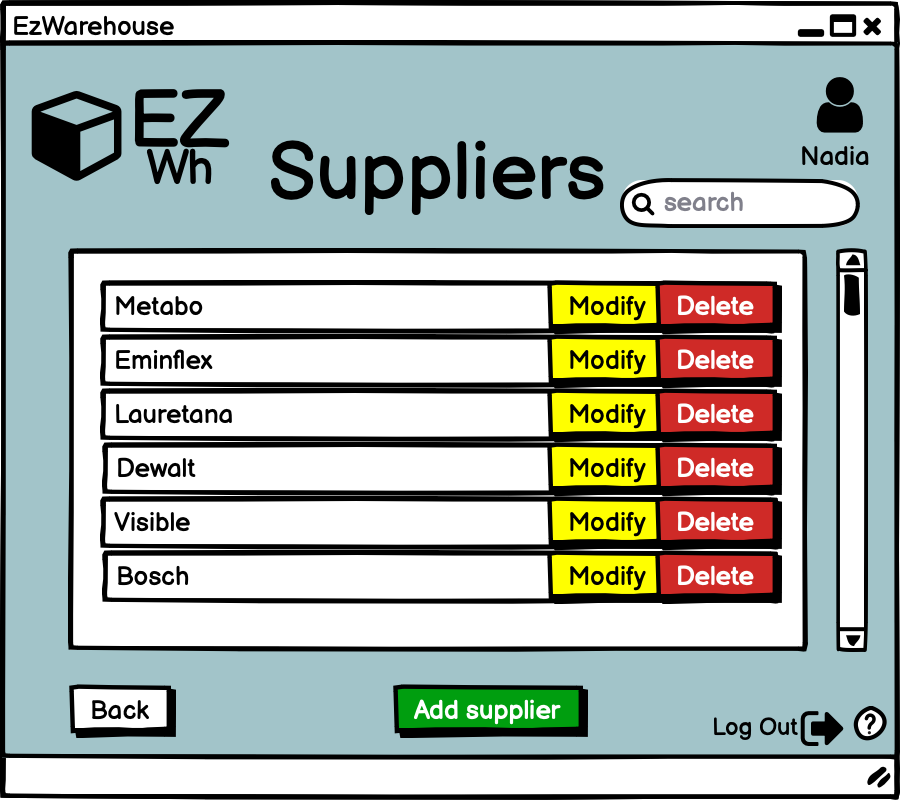 EzWarehouse
EZ
Wh
Suppliers
Nadia
search
Metabo Modify Delete
Eminflex Modify Delete
Lauretana Modify Delete
Dewalt Modify Delete
Visible Modify Delete
Bosch Modify Delete
Back Add supplier
Log Out ?